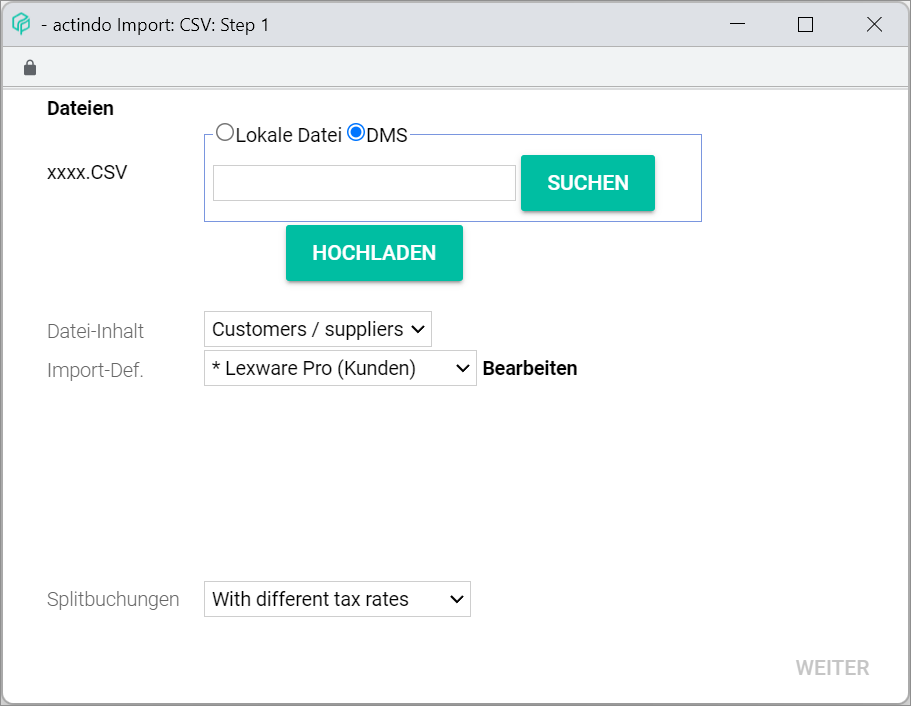 - actindo Import: CSV: Step 1
Dateien
Lokale Datei DMS
xxxx.CSV
SUCHEN
HOCHLADEN
Datei-Inhalt Customers / suppliers
Import-Def. * Lexware Pro (Kunden) Bearbeiten
Splitbuchungen With different tax rates
WEITER